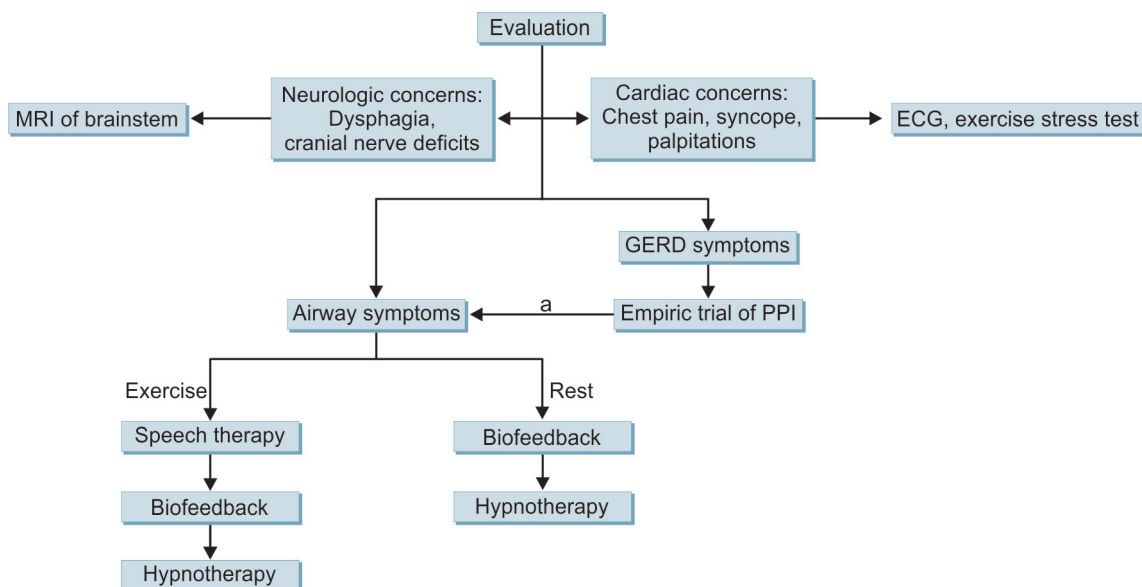 Evaluation
Neurologic concerns:
Dysphagia,
cranial nerve deficits
Cardiac concerns:
Chest pain, syncope,
palpitations
MRI of brainstem
ECG, exercise stress test
GERD symptoms
Airway symptoms
a
Empiric trial of PPI
Exercise
Rest
Speech therapy
Biofeedback
Biofeedback
Hypnotherapy
Hypnotherapy